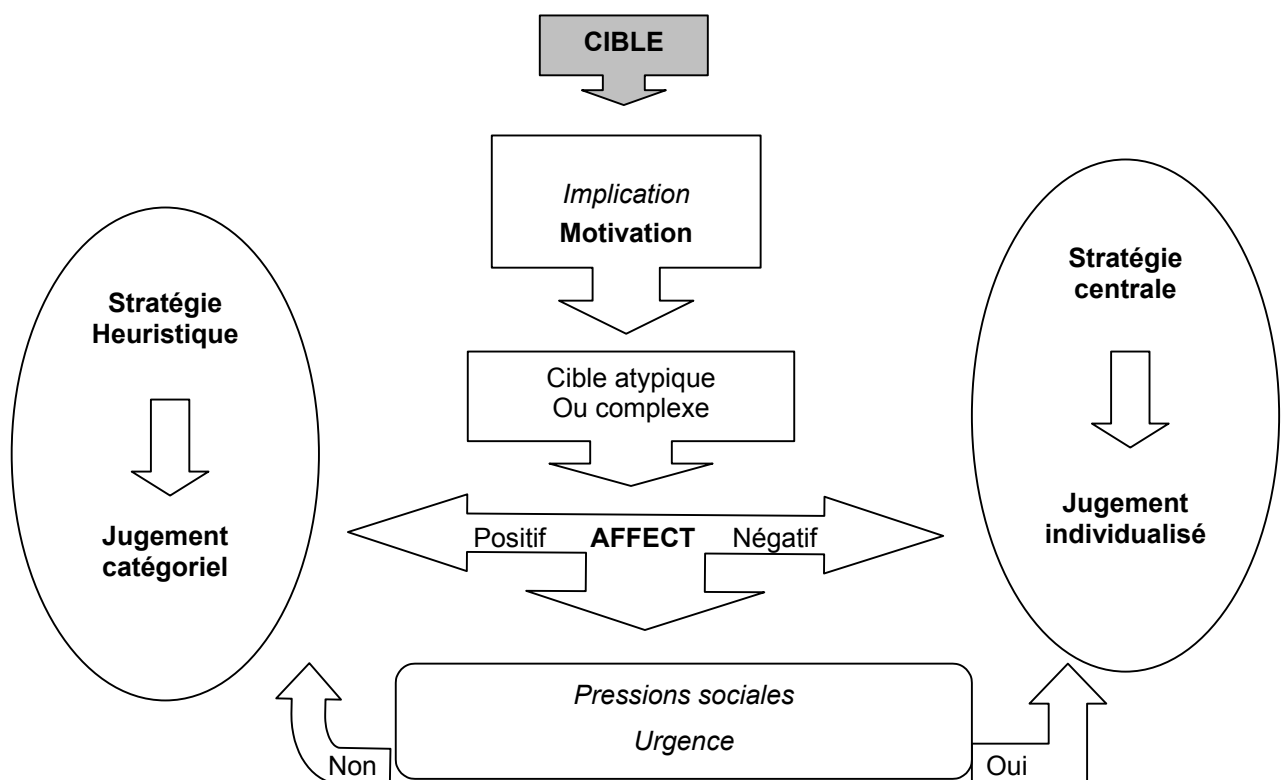 CIBLE
Implication
Motivation
Stratégie
Heuristique
Jugement
catégoriel
Cible atypique
Ou complexe
Positif AFFECT Négatif
Stratégie
centrale
Jugement
individualisé
Pressions sociales
Urgence
Non
Oui